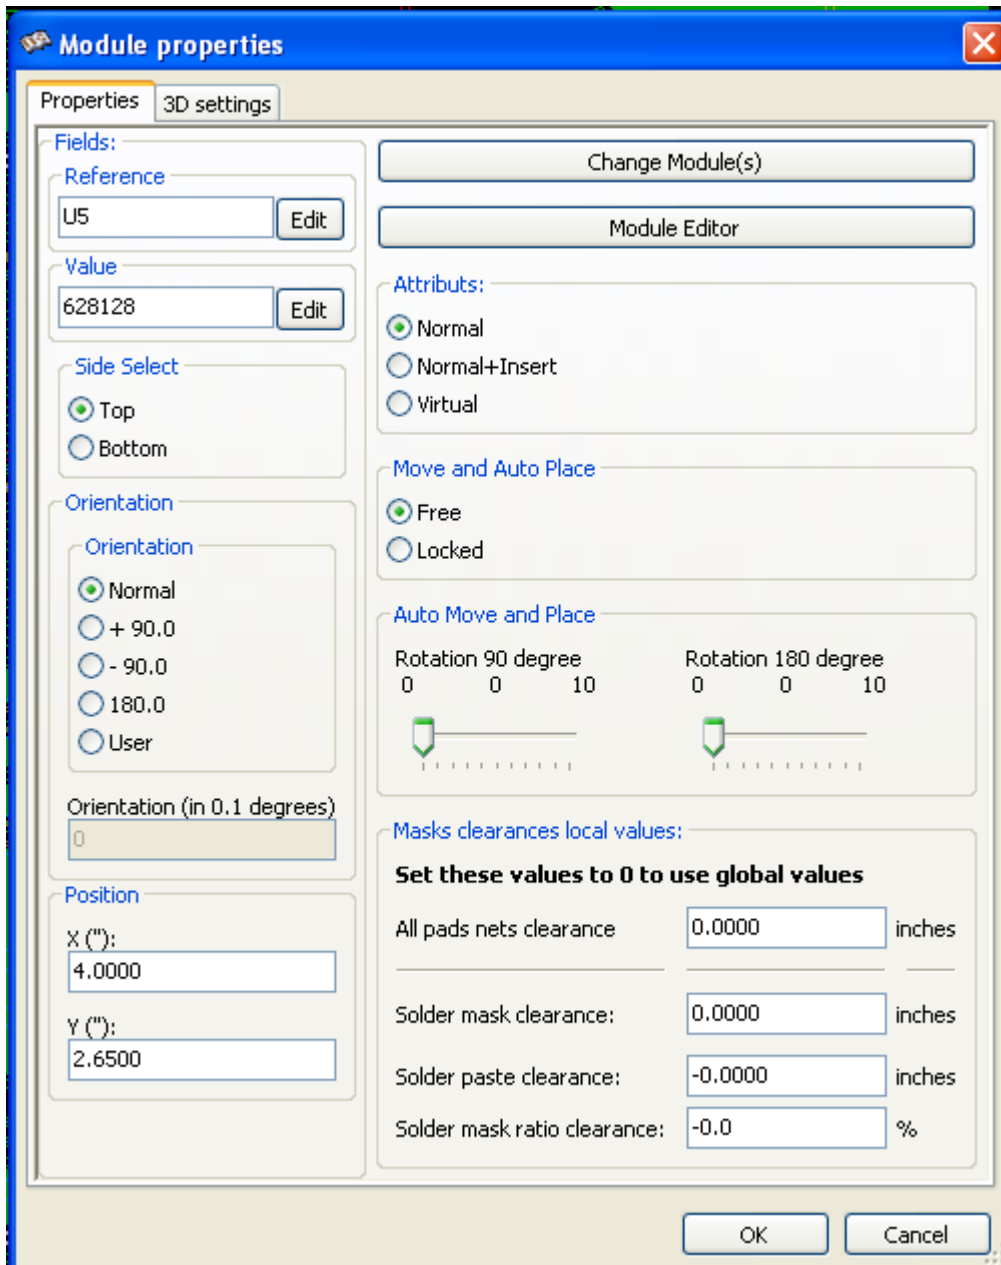 Module properties
Properties
3D settings
Fields:
Reference
U5
Edit
Value
628128
Edit
Side Select
Top
Bottom
Orientation
Orientation
Normal
+ 90.0
- 90.0
180.0
User
Orientation (in 0.1 degrees)
0
Position
X ("):
4.0000
Y ("):
2.6500
Change Module(s)
Module Editor
Attributs:
Normal
Normal+Insert
Virtual
Move and Auto Place
Free
Locked
Auto Move and Place
Rotation 90 degree
0 0 10
Rotation 180 degree
0 0 10
Masks clearances local values:
Set these values to 0 to use global values
All pads nets clearance 0.0000 inches
Solder mask clearance: 0.0000 inches
Solder paste clearance: -0.0000 inches
Solder mask ratio clearance: -0.0 %
OK
Cancel